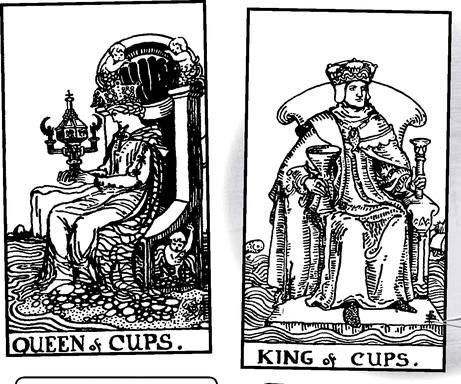 QUEEN of CUPS.
KING of CUPS.